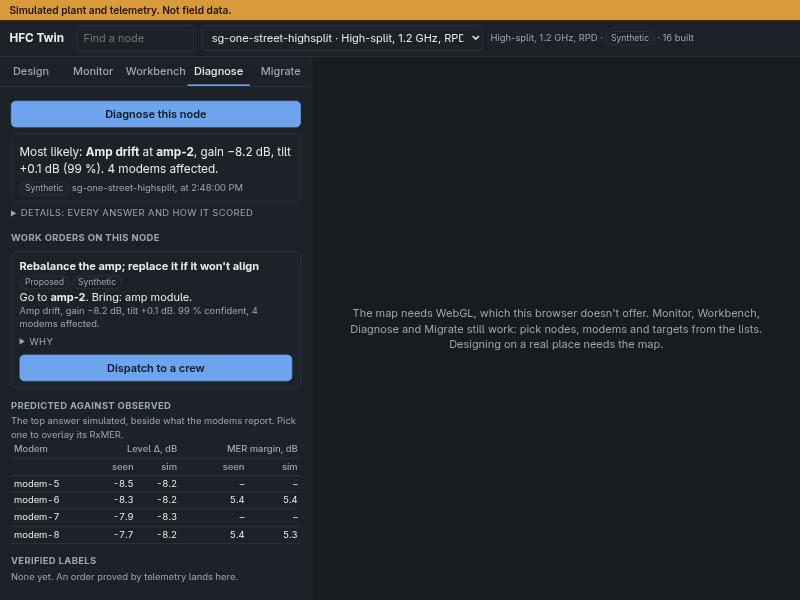 Simulated plant and telemetry. Not field data.
HFC Twin
Find a node
sg-one-street-highsplit · High-split, 1.2 GHz, RPD
High-split, 1.2 GHz, RPD · Synthetic · 16 built
Design Monitor Workbench Diagnose Migrate
Diagnose this node
Most likely: Amp drift at amp-2, gain −8.2 dB, tilt
+0.1 dB (99 %). 4 modems affected.
Synthetic sg-one-street-highsplit, at 2:48:00 PM
DETAILS: EVERY ANSWER AND HOW IT SCORED
WORK ORDERS ON THIS NODE
Rebalance the amp; replace it if it won't align
Proposed Synthetic
Go to amp-2. Bring: amp module.
Amp drift, gain −8.2 dB, tilt +0.1 dB. 99 % confident, 4
modems affected.
WHY
Dispatch to a crew
PREDICTED AGAINST OBSERVED
The top answer simulated, beside what the modems report. Pick
one to overlay its RxMER.
Modem Level Δ, dB MER margin, dB
seen sim seen sim
modem-5 -8.5 -8.2 – –
modem-6 -8.3 -8.2 5.4 5.4
modem-7 -7.9 -8.3 – –
modem-8 -7.7 -8.2 5.4 5.3
VERIFIED LABELS
None yet. An order proved by telemetry lands here.
The map needs WebGL, which this browser doesn't offer. Monitor, Workbench,
Diagnose and Migrate still work: pick nodes, modems and targets from the lists.
Designing on a real place needs the map.